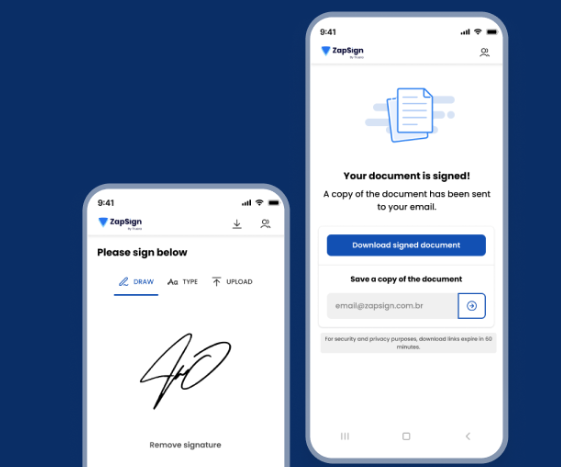 9:41
ZapSign
By Truora
Please sign below
DRAW
Aa TYPE
UPLOAD
Remove signature
9:41
ZapSign
By Truora
Your document is signed!
A copy of the document has been sent
to your email.
Download signed document
Save a copy of the document
email@zapsign.com.br
For security and privacy purposes, download links expire in 60
minutes.